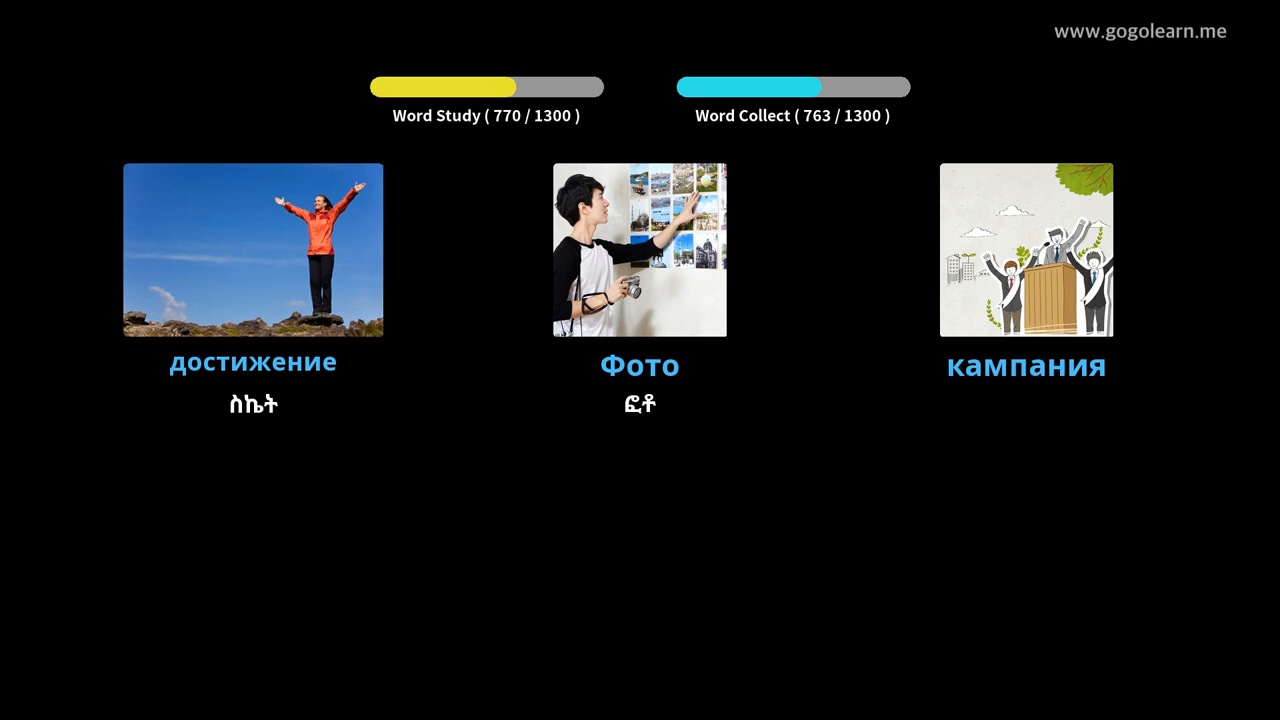 www.gogolearn.me
Word Study ( 770 / 1300 )
Word Collect ( 763 / 1300 )
достижение
Фото
кампания
ስኬት
ፎቶ